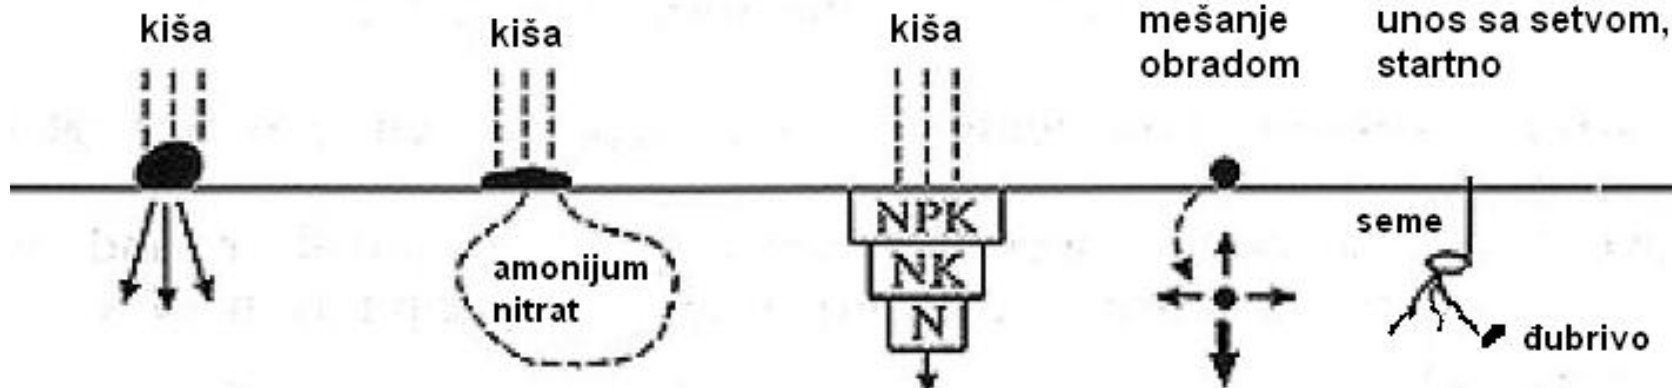 kiša
kiša
kiša
mešanje
obradom
unos sa setvom,
startno
amonijum
nitrat
NPK
NK
N
seme
đubrivo